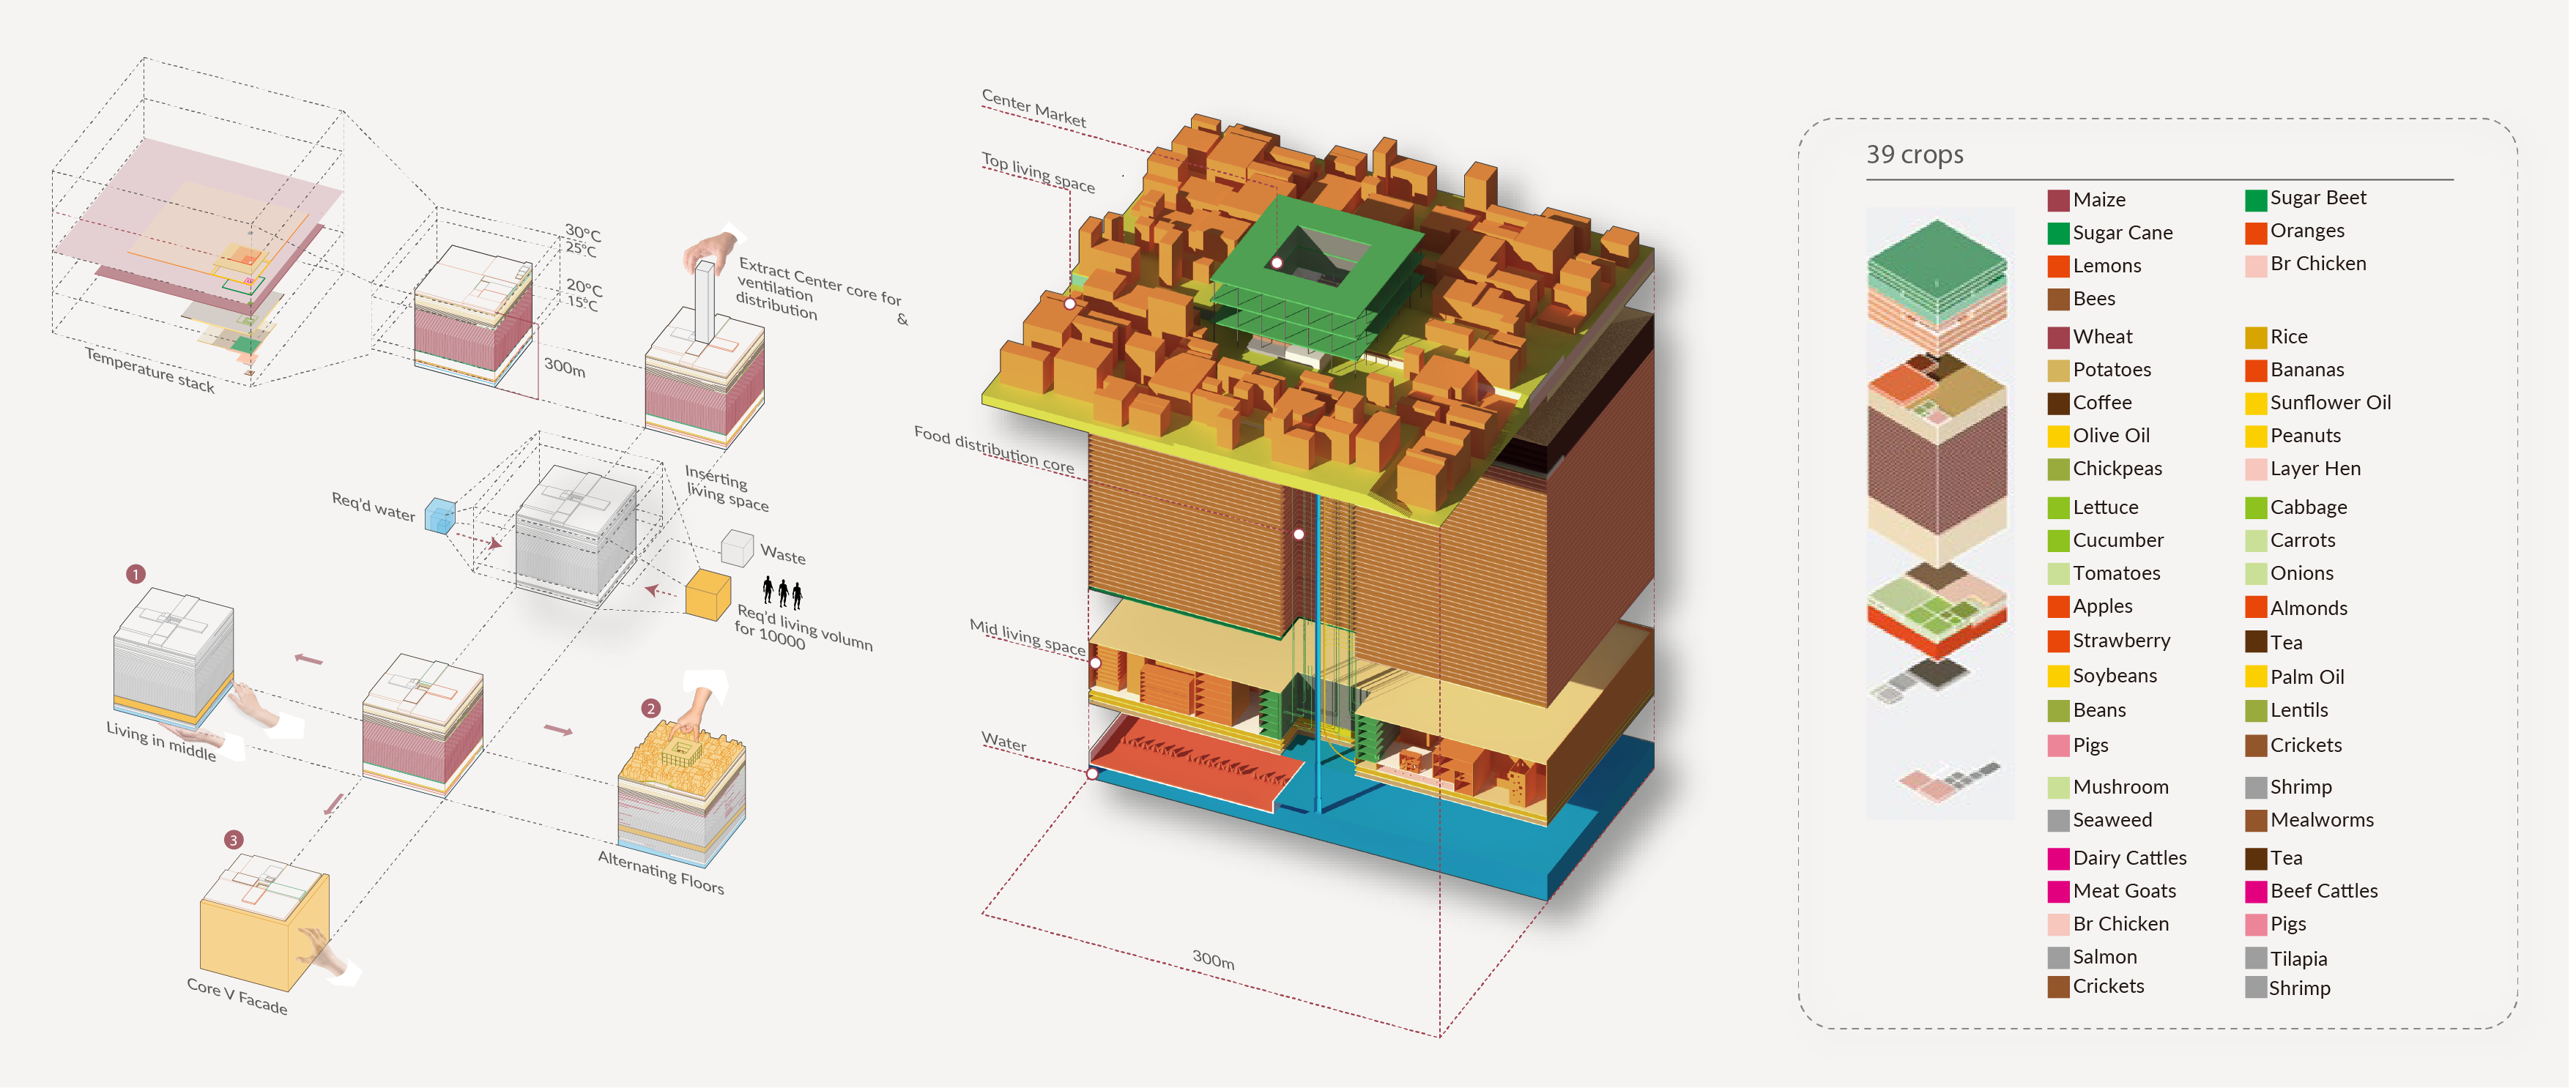 Temperature stack
30°C
25°C
20°C
15°C
300m
Extract Center core for
ventilation &
distribution
Req'd water
Inserting
living space
Waste
Req'd living volumn
for 10000
1
Living in middle
2
Alternating Floors
3
Core V Facade
Center Market
Top living space
Food distribution core
Mid living space
Water
300m
39 crops
Maize
Sugar Beet
Sugar Cane
Oranges
Lemons
Br Chicken
Bees
Wheat
Rice
Potatoes
Bananas
Coffee
Sunflower Oil
Olive Oil
Peanuts
Chickpeas
Layer Hen
Lettuce
Cabbage
Cucumber
Carrots
Tomatoes
Onions
Apples
Almonds
Strawberry
Tea
Soybeans
Palm Oil
Beans
Lentils
Pigs
Crickets
Mushroom
Shrimp
Seaweed
Mealworms
Dairy Cattles
Tea
Meat Goats
Beef Cattles
Br Chicken
Pigs
Salmon
Tilapia
Crickets
Shrimp